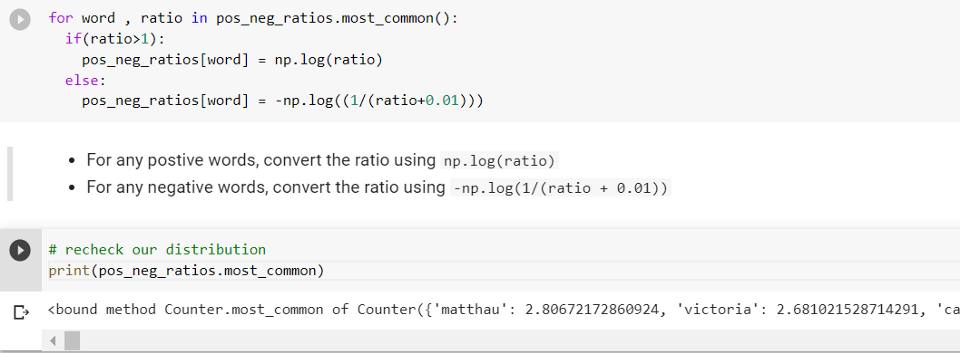 for word , ratio in pos_neg_ratios.most_common():
  if(ratio>1):
    pos_neg_ratios[word] = np.log(ratio)
  else:
    pos_neg_ratios[word] = -np.log((1/(ratio+0.01)))
• For any postive words, convert the ratio using np.log(ratio)
• For any negative words, convert the ratio using -np.log(1/(ratio + 0.01))
# recheck our distribution
print(pos_neg_ratios.most_common)
<bound method Counter.most_common of Counter({'matthau': 2.80672172860924, 'victoria': 2.681021528714291, 'ca